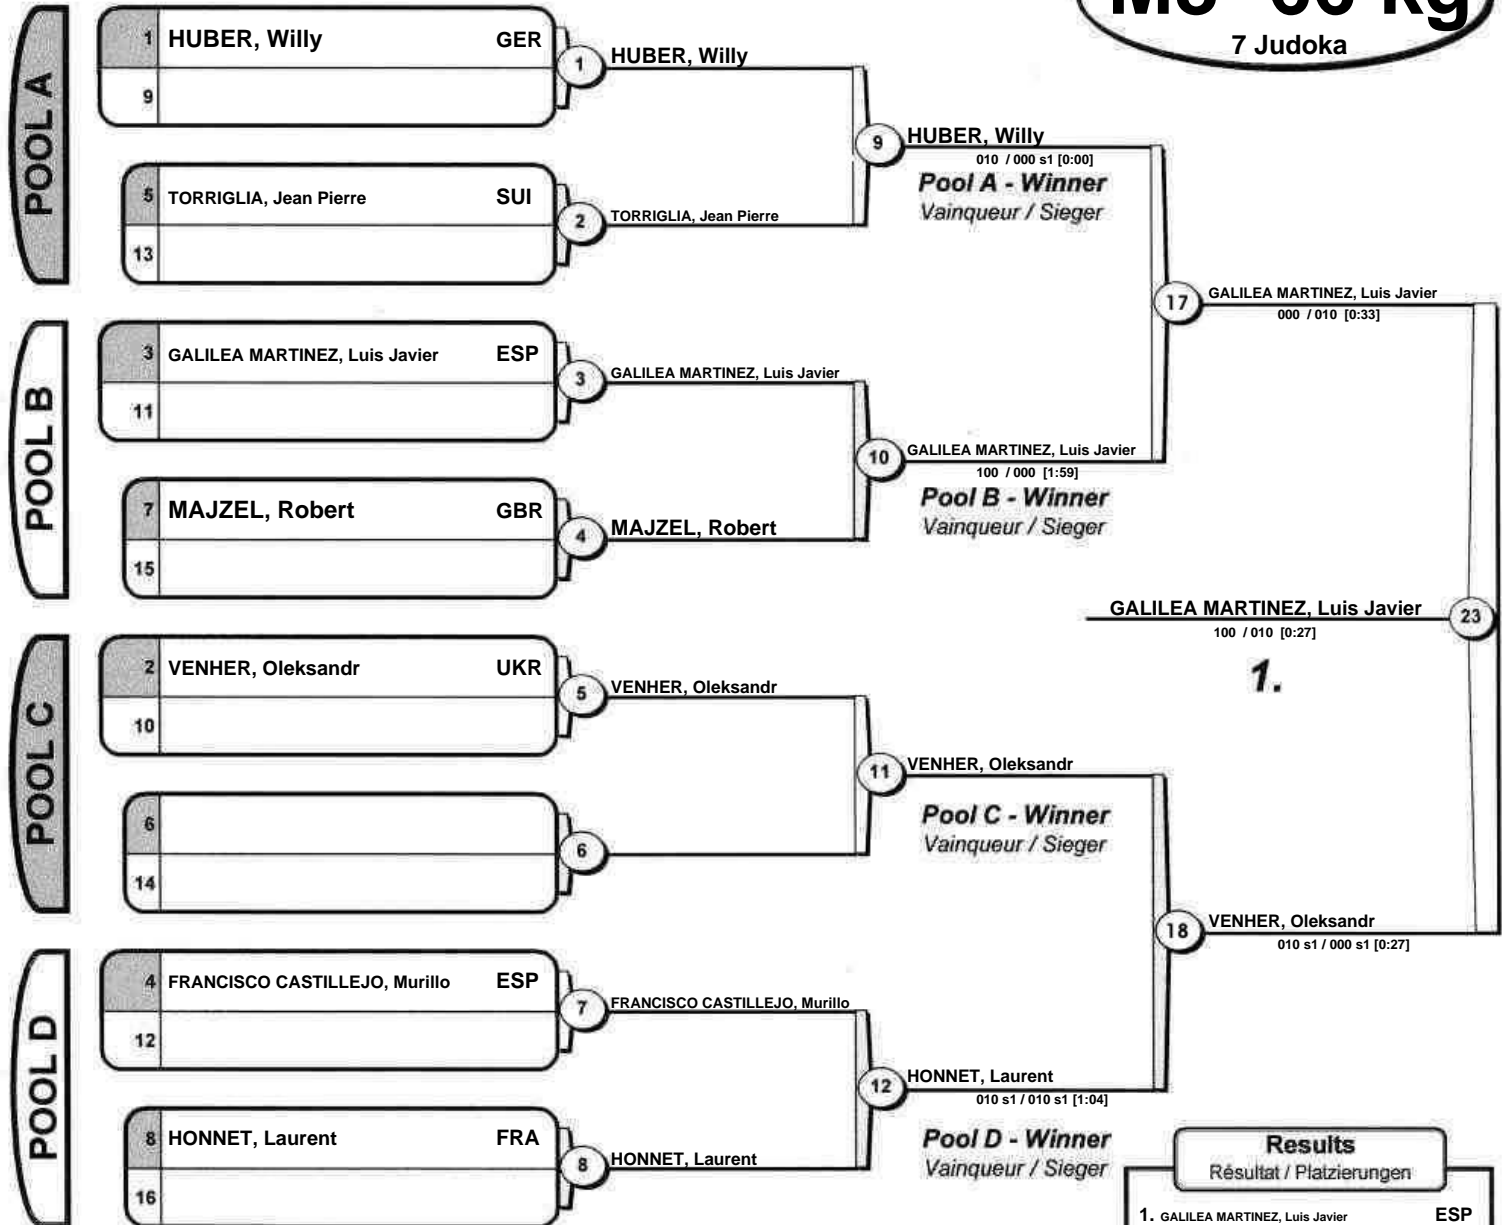 7 Judoka
POOL A
1 HUBER, Willy GER
9
1 HUBER, Willy
5 TORRIGLIA, Jean Pierre SUI
13
2 TORRIGLIA, Jean Pierre
9 HUBER, Willy
010 / 000 s1 [0:00]
Pool A - Winner
Vainqueur / Sieger
POOL B
3 GALILEA MARTINEZ, Luis Javier ESP
11
3 GALILEA MARTINEZ, Luis Javier
7 MAJZEL, Robert GBR
15
4 MAJZEL, Robert
10 GALILEA MARTINEZ, Luis Javier
100 / 000 [1:59]
Pool B - Winner
Vainqueur / Sieger
17 GALILEA MARTINEZ, Luis Javier
000 / 010 [0:33]
GALILEA MARTINEZ, Luis Javier 23
100 / 010 [0:27]
1.
POOL C
2 VENHER, Oleksandr UKR
10
5 VENHER, Oleksandr
6
14
6
11 VENHER, Oleksandr
Pool C - Winner
Vainqueur / Sieger
18 VENHER, Oleksandr
010 s1 / 000 s1 [0:27]
POOL D
4 FRANCISCO CASTILLEJO, Murillo ESP
12
7 FRANCISCO CASTILLEJO, Murillo
8 HONNET, Laurent FRA
16
8 HONNET, Laurent
12 HONNET, Laurent
010 s1 / 010 s1 [1:04]
Pool D - Winner
Vainqueur / Sieger
Results
Résultat / Platzierungen
1. GALILEA MARTINEZ, Luis Javier ESP